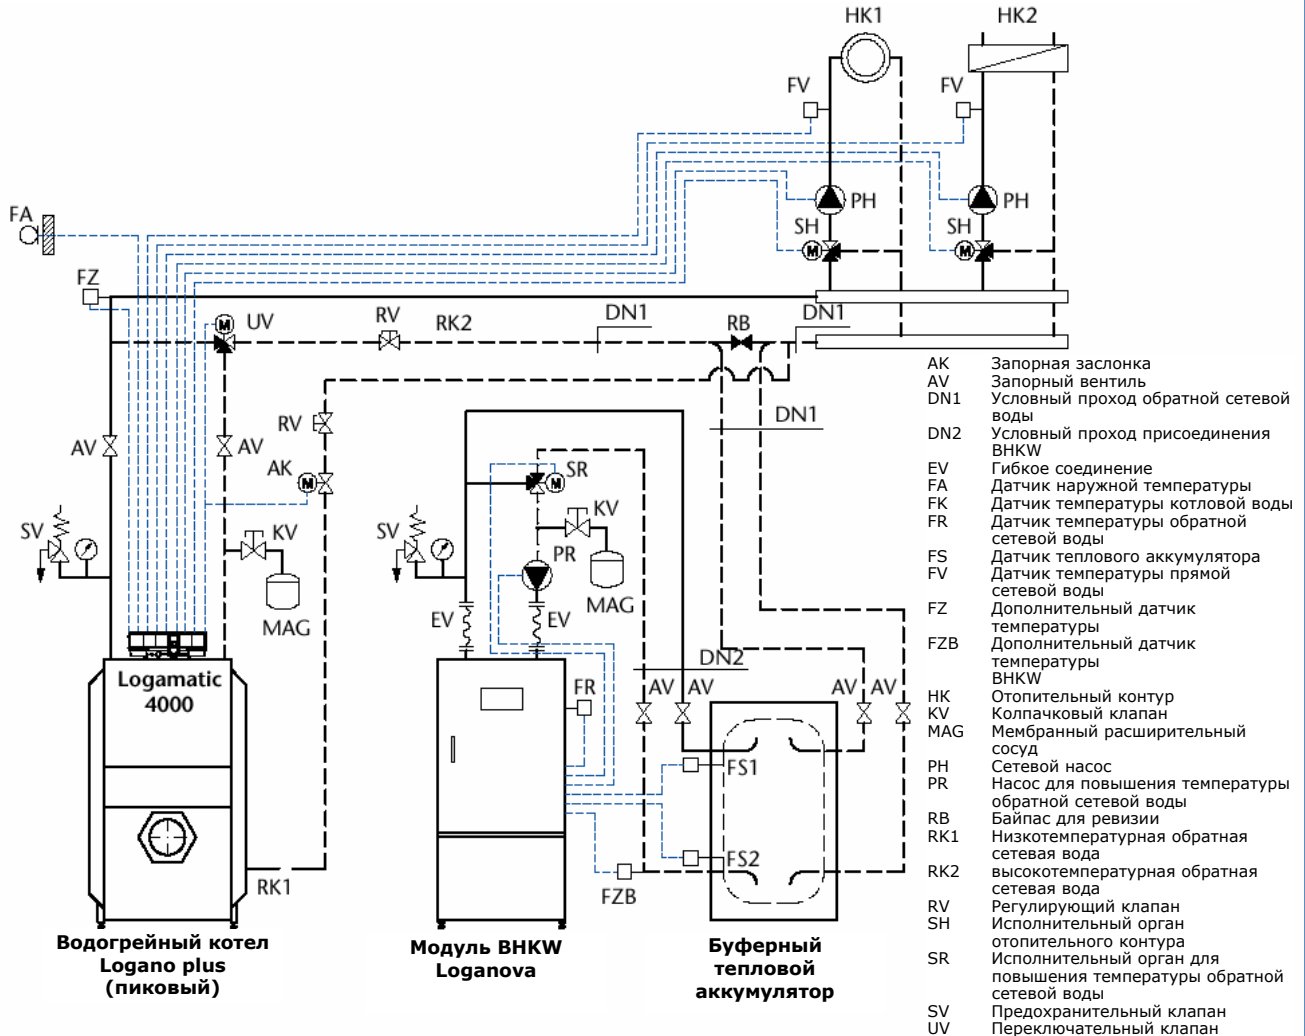 HK1
HK2
FV
FV
FA
PH
PH
SH
SH
M
M
FZ
M
UV
RV
RK2
DN1
RB
DN1
RV
DN1
AV
AV
AK
M
SR
M
SV
KV
SV
KV
PR
MAG
MAG
EV
EV
DN2
Logamatic
4000
FR
AV
AV
AV
AV
FS1
FS2
RK1
FZB
Водогрейный котел
Logano plus
(пиковый)
Модуль BHKW
Loganova
Буферный
тепловой
аккумулятор
AK Запорная заслонка
AV Запорный вентиль
DN1 Условный проход обратной сетевой
воды
DN2 Условный проход присоединения
BHKW
EV Гибкое соединение
FA Датчик наружной температуры
FK Датчик температуры котловой воды
FR Датчик температуры обратной
сетевой воды
FS Датчик теплового аккумулятора
FV Датчик температуры прямой
сетевой воды
FZ Дополнительный датчик
температуры
FZB Дополнительный датчик
температуры
BHKW
HK Отопительный контур
KV Колпачковый клапан
MAG Мембранный расширительный
сосуд
PH Сетевой насос
PR Насос для повышения температуры
обратной сетевой воды
RB Байпас для ревизии
RK1 Низкотемпературная обратная
сетевая вода
RK2 высокотемпературная обратная
сетевая вода
RV Регулирующий клапан
SH Исполнительный орган
отопительного контура
SR Исполнительный орган для
повышения температуры обратной
сетевой воды
SV Предохранительный клапан
UV Переключательный клапан